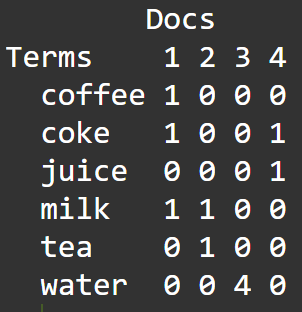 Docs
Terms 1 2 3 4
coffee 1 0 0 0
coke 1 0 0 1
juice 0 0 0 1
milk 1 1 0 0
tea 0 1 0 0
water 0 0 4 0